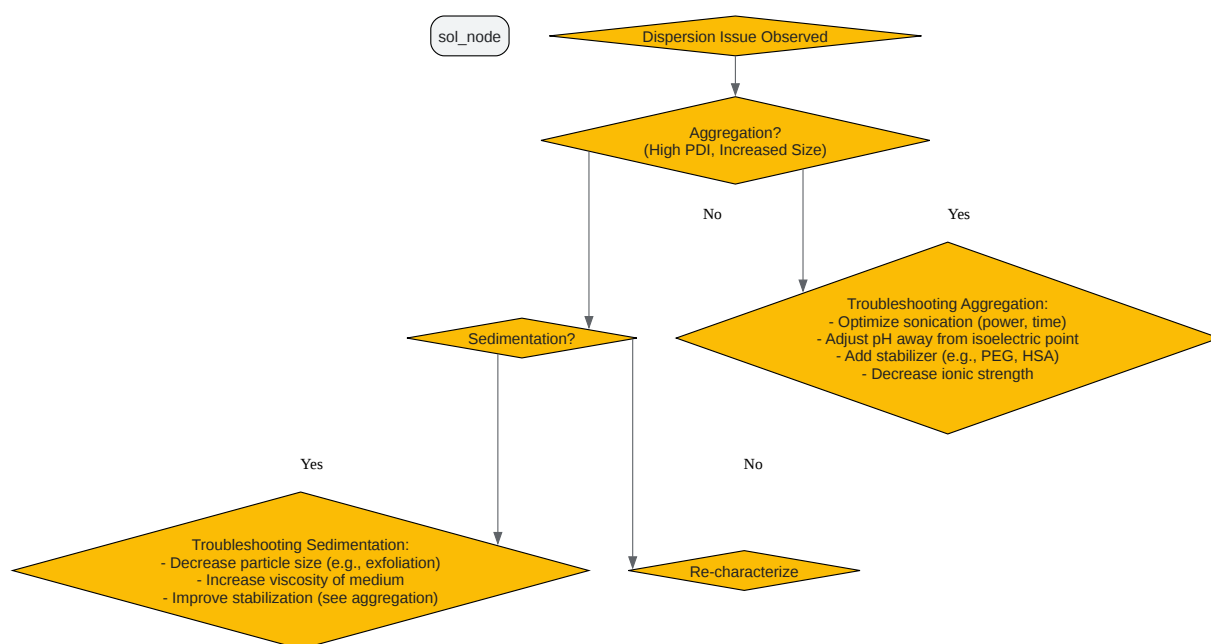 sol_node
Dispersion Issue Observed
Aggregation?
(High PDI, Increased Size)
No
Yes
Troubleshooting Aggregation:
- Optimize sonication (power, time)
- Adjust pH away from isoelectric point
- Add stabilizer (e.g., PEG, HSA)
- Decrease ionic strength
Sedimentation?
Yes
No
Troubleshooting Sedimentation:
- Decrease particle size (e.g., exfoliation)
- Increase viscosity of medium
- Improve stabilization (see aggregation)
Re-characterize